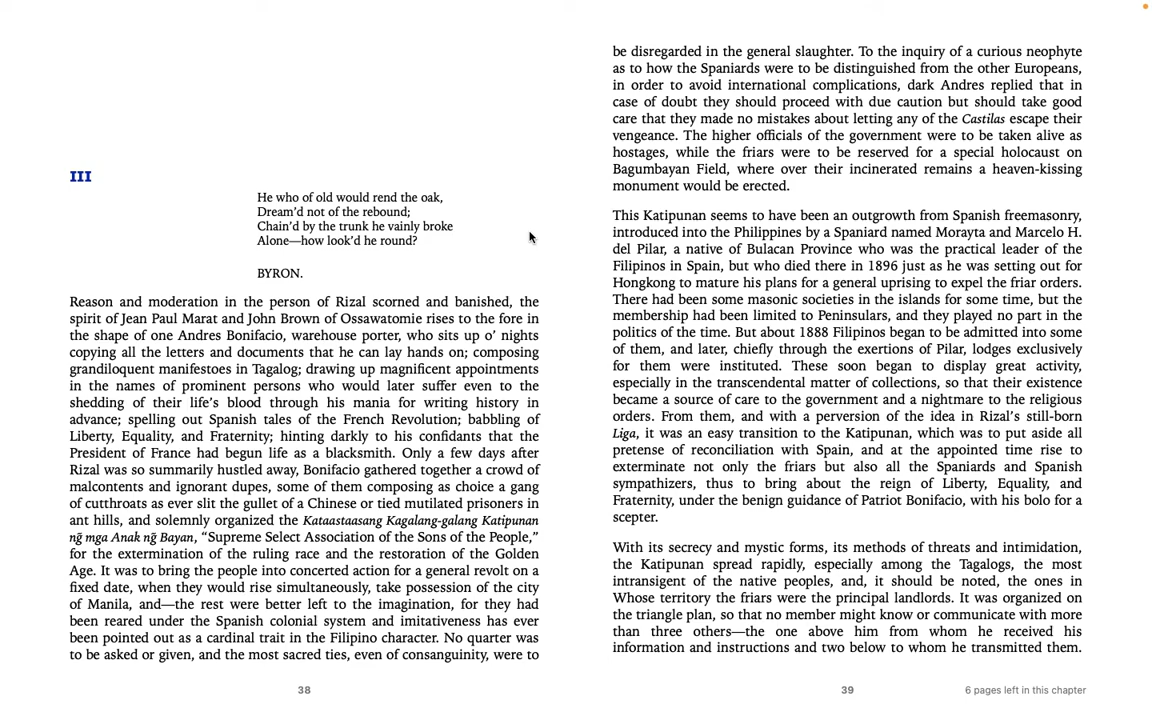 III
He who of old would rend the oak,
Dream’d not of the rebound;
Chain’d by the trunk he vainly broke
Alone—how look’d he round?
BYRON.
Reason and moderation in the person of Rizal scorned and banished, the
spirit of Jean Paul Marat and John Brown of Ossawatomie rises to the fore in
the shape of one Andres Bonifacio, warehouse porter, who sits up o’ nights
copying all the letters and documents that he can lay hands on; composing
grandiloquent manifestoes in Tagalog; drawing up magnificent appointments
in the names of prominent persons who would later suffer even to the
shedding of their life’s blood through his mania for writing history in
advance; spelling out Spanish tales of the French Revolution; babbling of
Liberty, Equality, and Fraternity; hinting darkly to his confidants that the
President of France had begun life as a blacksmith. Only a few days after
Rizal was so summarily hustled away, Bonifacio gathered together a crowd of
malcontents and ignorant dupes, some of them composing as choice a gang
of cutthroats as ever slit the gullet of a Chinese or tied mutilated prisoners in
ant hills, and solemnly organized the Kataastaasang Kagalang-galang Katipunan
ng̃ mga Anak ng̃ Bayan, “Supreme Select Association of the Sons of the People,”
for the extermination of the ruling race and the restoration of the Golden
Age. It was to bring the people into concerted action for a general revolt on a
fixed date, when they would rise simultaneously, take possession of the city
of Manila, and—the rest were better left to the imagination, for they had
been reared under the Spanish colonial system and imitativeness has ever
been pointed out as a cardinal trait in the Filipino character. No quarter was
to be asked or given, and the most sacred ties, even of consanguinity, were to
38
be disregarded in the general slaughter. To the inquiry of a curious neophyte
as to how the Spaniards were to be distinguished from the other Europeans,
in order to avoid international complications, dark Andres replied that in
case of doubt they should proceed with due caution but should take good
care that they made no mistakes about letting any of the Castilas escape their
vengeance. The higher officials of the government were to be taken alive as
hostages, while the friars were to be reserved for a special holocaust on
Bagumbayan Field, where over their incinerated remains a heaven-kissing
monument would be erected.
This Katipunan seems to have been an outgrowth from Spanish freemasonry,
introduced into the Philippines by a Spaniard named Morayta and Marcelo H.
del Pilar, a native of Bulacan Province who was the practical leader of the
Filipinos in Spain, but who died there in 1896 just as he was setting out for
Hongkong to mature his plans for a general uprising to expel the friar orders.
There had been some masonic societies in the islands for some time, but the
membership had been limited to Peninsulars, and they played no part in the
politics of the time. But about 1888 Filipinos began to be admitted into some
of them, and later, chiefly through the exertions of Pilar, lodges exclusively
for them were instituted. These soon began to display great activity,
especially in the transcendental matter of collections, so that their existence
became a source of care to the government and a nightmare to the religious
orders. From them, and with a perversion of the idea in Rizal’s still-born
Liga, it was an easy transition to the Katipunan, which was to put aside all
pretense of reconciliation with Spain, and at the appointed time rise to
exterminate not only the friars but also all the Spaniards and Spanish
sympathizers, thus to bring about the reign of Liberty, Equality, and
Fraternity, under the benign guidance of Patriot Bonifacio, with his bolo for a
scepter.
With its secrecy and mystic forms, its methods of threats and intimidation,
the Katipunan spread rapidly, especially among the Tagalogs, the most
intransigent of the native peoples, and, it should be noted, the ones in
Whose territory the friars were the principal landlords. It was organized on
the triangle plan, so that no member might know or communicate with more
than three others—the one above him from whom he received his
information and instructions and two below to whom he transmitted them.
39
6 pages left in this chapter